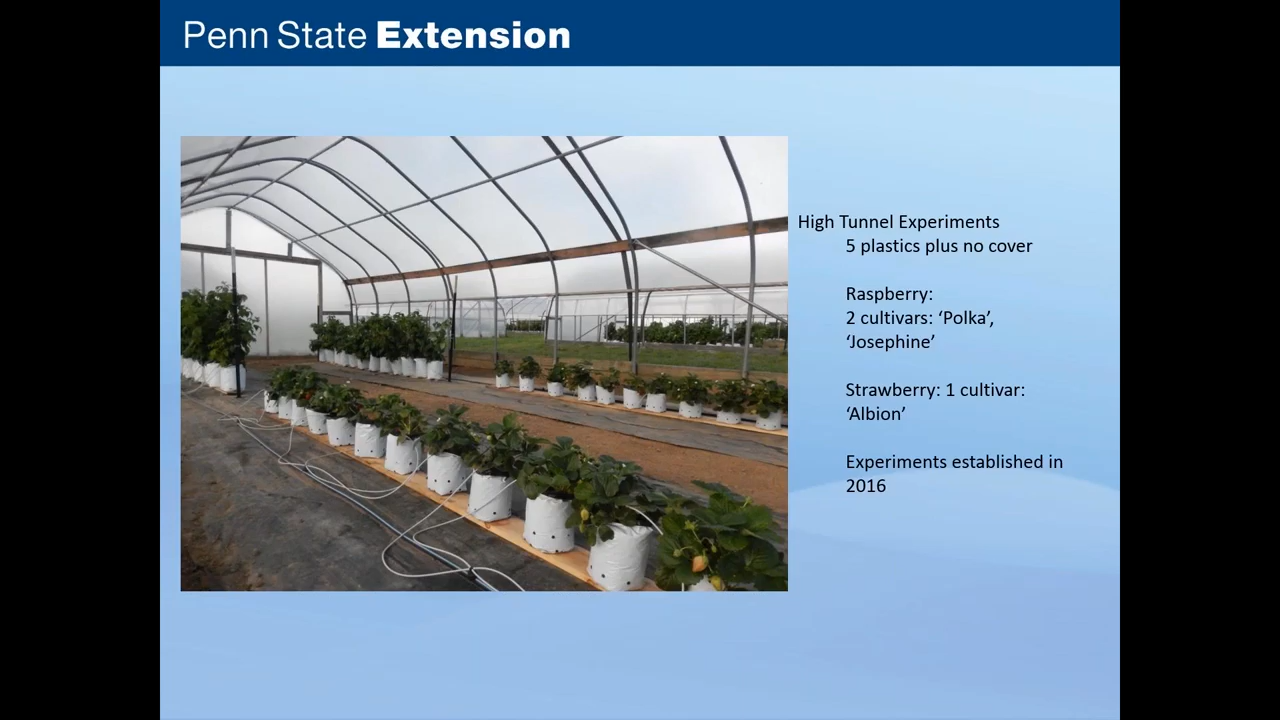 Penn State Extension
High Tunnel Experiments
5 plastics plus no cover
Raspberry:
2 cultivars: ‘Polka’,
‘Josephine’
Strawberry: 1 cultivar:
‘Albion’
Experiments established in
2016